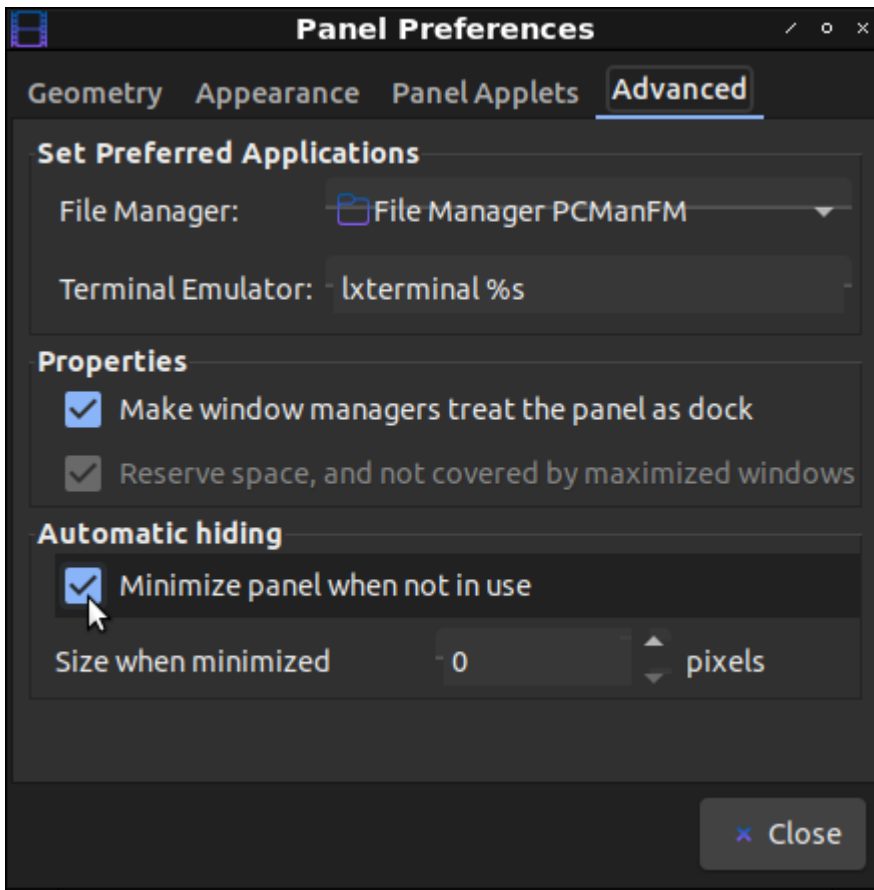 Panel Preferences
Geometry Appearance Panel Applets Advanced
Set Preferred Applications
File Manager: File Manager PCManFM
Terminal Emulator: lxterminal %s
Properties
Make window managers treat the panel as dock
Reserve space, and not covered by maximized windows
Automatic hiding
Minimize panel when not in use
Size when minimized 0 pixels
Close